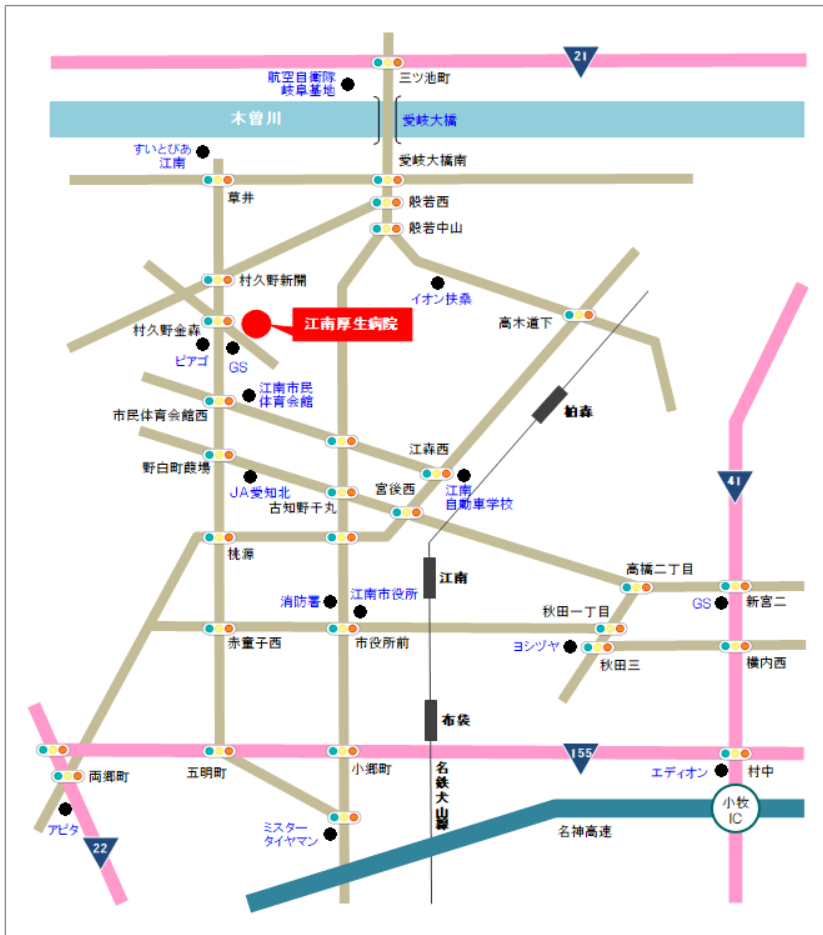 21
三ツ池町
航空自衛隊
岐阜基地
木曽川
愛岐大橋
すいとぴあ
江南
愛岐大橋南
草井
般若西
般若中山
村久野新開
イオン扶桑
江南厚生病院
高木道下
村久野金森
ピアゴ
GS
江南市民
体育会館
柏森
市民体育会館西
江森西
野白町葭場
宮後西
41
JA愛知北
江南
自動車学校
古知野千丸
桃源
高橋二丁目
江南
消防署
江南市役所
秋田一丁目
GS
新宮二
赤童子西
市役所前
ヨシヅヤ
秋田三
横内西
布袋
両郷町
五明町
小郷町
155
村中
エディオン
名鉄犬山線
アピタ
22
ミスター
タイヤマン
名神高速
小牧
IC